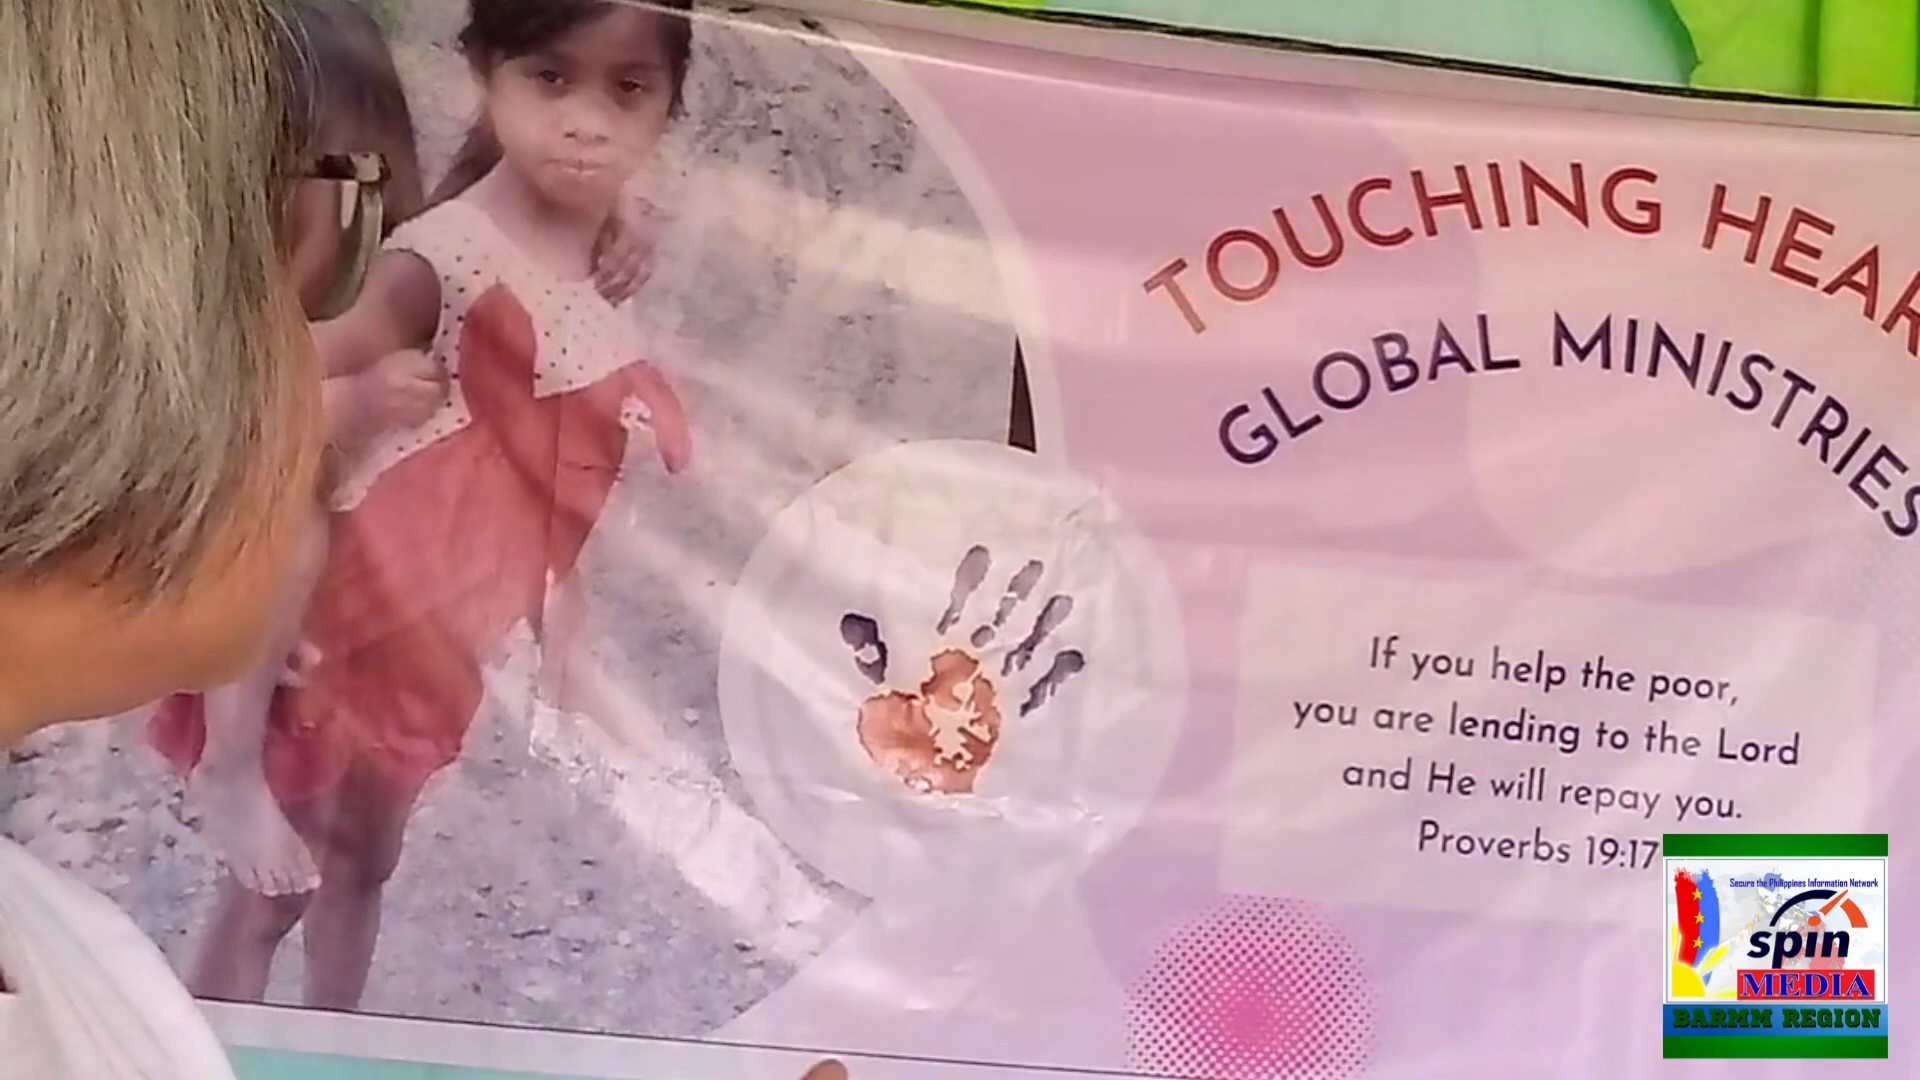 TOUCHING HEAR
GLOBAL MINISTRIES
If you help the poor,
you are lending to the Lord
and He will repay you.
Proverbs 19:17
Secure the Philippines Information Network
spin
MEDIA
BARMM REGION